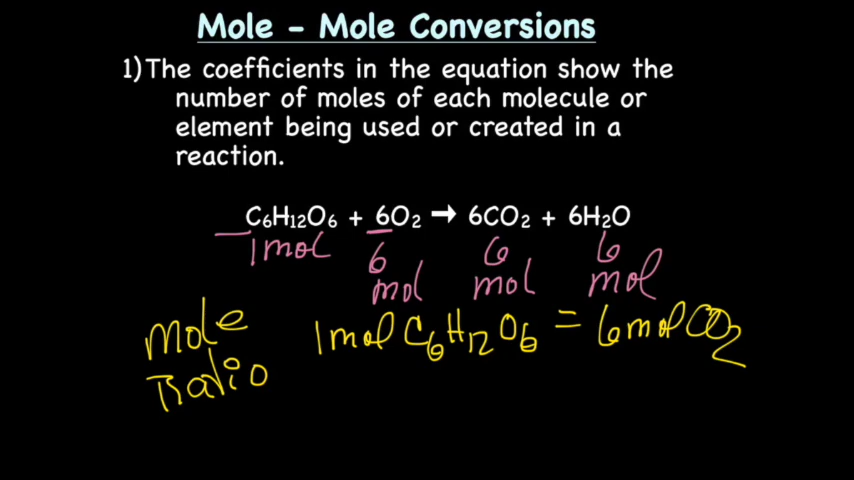 Mole – Mole Conversions
1) The coefficients in the equation show the
number of moles of each molecule or
element being used or created in a
reaction.
C₆H₁₂O₆ + 6O₂ → 6CO₂ + 6H₂O
1mol 6 mol 6 mol 6 mol
mole 1mol C₆H₁₂O₆ = 6mol CO₂
Ratio